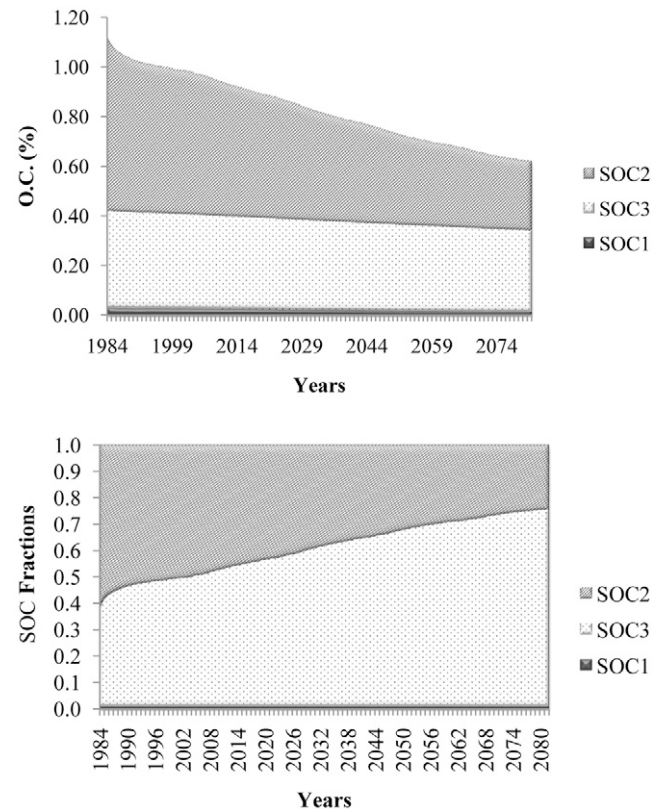 1.20
1.00
0.80
0.60
0.40
0.20
0.00
O.C. (%)
1984 1999 2014 2029 2044 2059 2074
Years
SOC2
SOC3
SOC1
1.0
0.9
0.8
0.7
0.6
0.5
0.4
0.3
0.2
0.1
0.0
SOC Fractions
1984 1990 1996 2002 2008 2014 2020 2026 2032 2038 2044 2050 2056 2062 2068 2074 2080
Years
SOC2
SOC3
SOC1